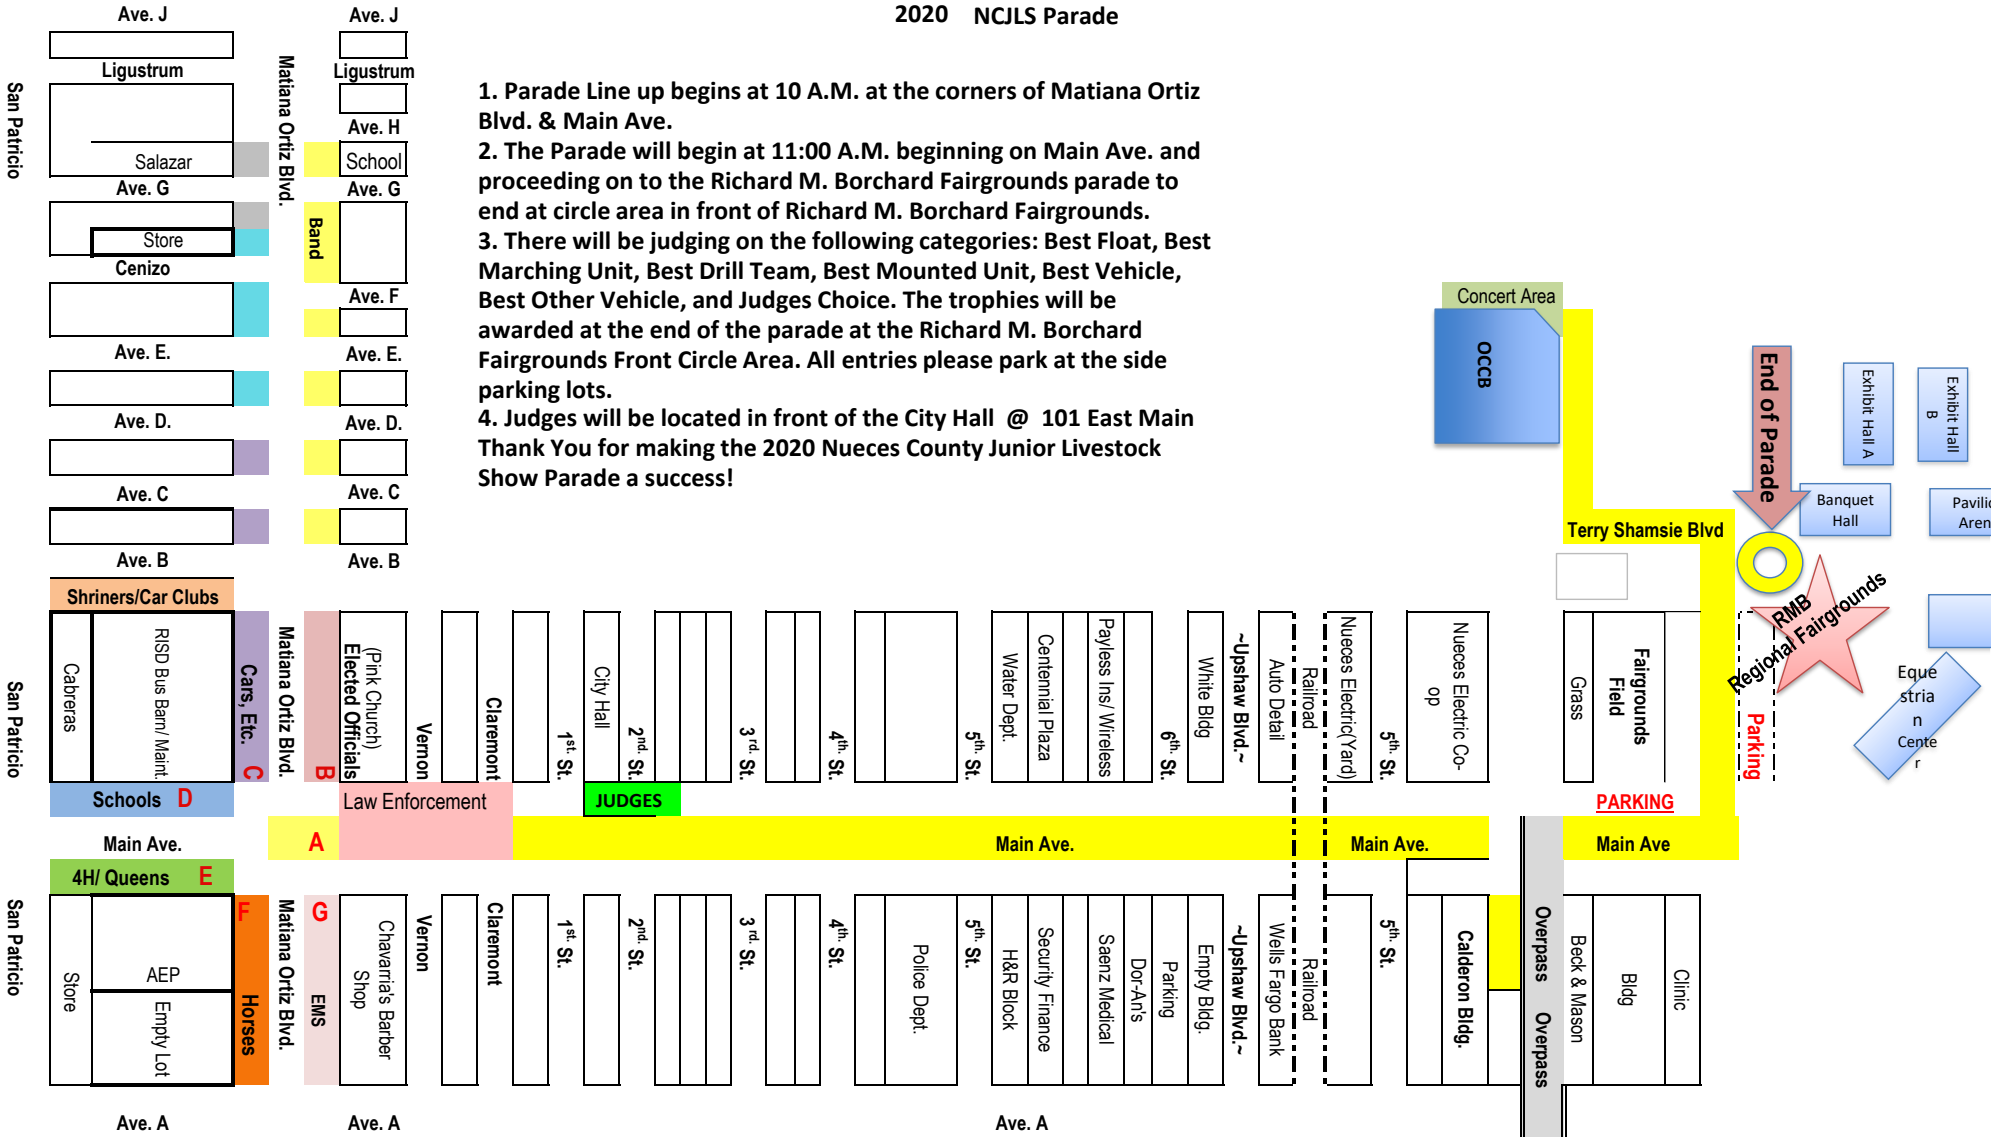 2020 NCJLS Parade
1. Parade Line up begins at 10 A.M. at the corners of Matiana Ortiz
Blvd. & Main Ave.
2. The Parade will begin at 11:00 A.M. beginning on Main Ave. and
proceeding on to the Richard M. Borchard Fairgrounds parade to
end at circle area in front of Richard M. Borchard Fairgrounds.
3. There will be judging on the following categories: Best Float, Best
Marching Unit, Best Drill Team, Best Mounted Unit, Best Vehicle,
Best Other Vehicle, and Judges Choice. The trophies will be
awarded at the end of the parade at the Richard M. Borchard
Fairgrounds Front Circle Area. All entries please park at the side
parking lots.
4. Judges will be located in front of the City Hall @ 101 East Main
Thank You for making the 2020 Nueces County Junior Livestock
Show Parade a success!
San Patricio
Ave. J
Ligustrum
Salazar
Ave. G
Store
Cenizo
Ave. E.
Ave. D.
Ave. C
Ave. B
Matiana Ortiz Blvd.
Band
Ave. J
Ligustrum
Ave. H
School
Ave. G
Ave. F
Ave. E.
Ave. D.
Ave. C
Ave. B
Concert Area
OCCB
End of Parade
Exhibit Hall A
Exhibit Hall
B
Banquet
Hall
Pavilio
Aren
Terry Shamsie Blvd
RMB
Regional Fairgrounds
Eque
stria
n
Cente
r
Parking
Shriners/Car Clubs
San Patricio
Cabreras
RISD Bus Barn/ Maint.
Cars, Etc.
C
Matiana Ortiz Blvd.
B
(Pink Church)
Elected Officials
Vernon
Claremont
1st. St.
City Hall
2nd. St.
3 rd. St.
4th. St.
5th. St.
Water Dept.
Centennial Plaza
Payless Ins/ Wireless
6th. St.
White Bldg
~Upshaw Blvd.~
Auto Detail
Railroad
Nueces Electric(Yard)
5th. St.
Nueces Electric Co-
op
Grass
Fairgrounds
Field
Schools D
Law Enforcement
JUDGES
PARKING
Main Ave.
A
Main Ave.
Main Ave.
Main Ave
4H/ Queens E
San Patricio
Store
AEP
Empty Lot
F
Horses
Matiana Ortiz Blvd.
G
EMS
Chavarria's Barber
Shop
Vernon
Claremont
1st. St.
2nd. St.
3 rd. St.
4th. St.
Police Dept.
5th. St.
H&R Block
Security Finance
Saenz Medical
Dor-An's
Parking
Empty Bldg.
~Upshaw Blvd.~
Wells Fargo Bank
Railroad
5th. St.
Calderon Bldg.
Overpass Overpass
Beck & Mason
Bldg
Clinic
Ave. A
Ave. A
Ave. A